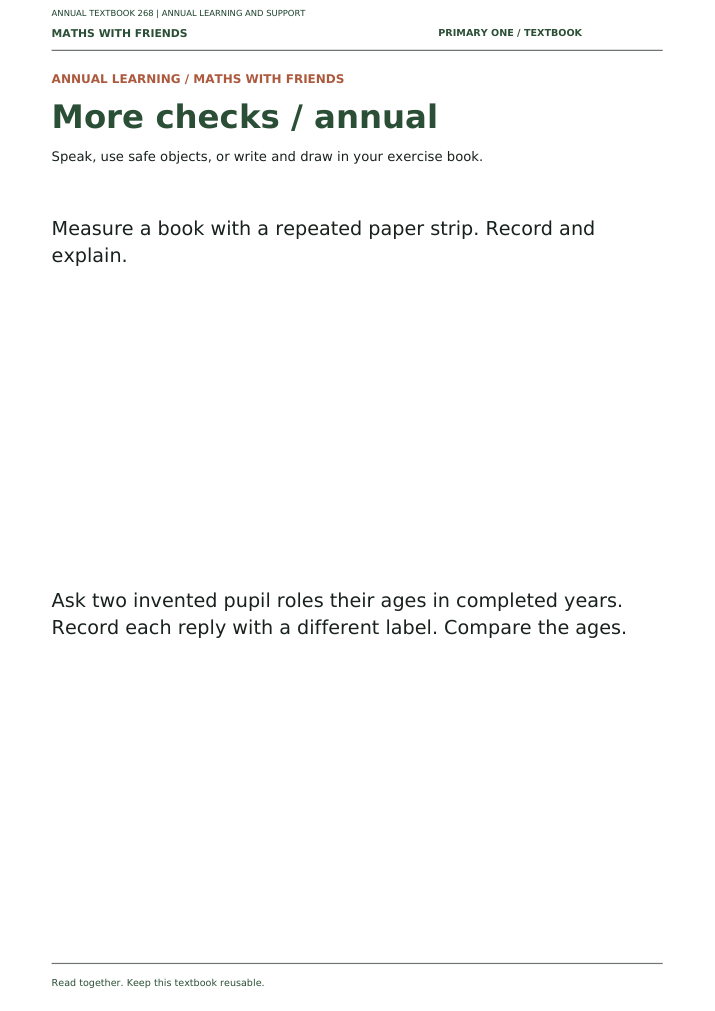 ANNUAL TEXTBOOK 268 | ANNUAL LEARNING AND SUPPORT
MATHS WITH FRIENDS
PRIMARY ONE / TEXTBOOK
ANNUAL LEARNING / MATHS WITH FRIENDS
More checks / annual
Speak, use safe objects, or write and draw in your exercise book.
Measure a book with a repeated paper strip. Record and
explain.
Ask two invented pupil roles their ages in completed years.
Record each reply with a different label. Compare the ages.
Read together. Keep this textbook reusable.